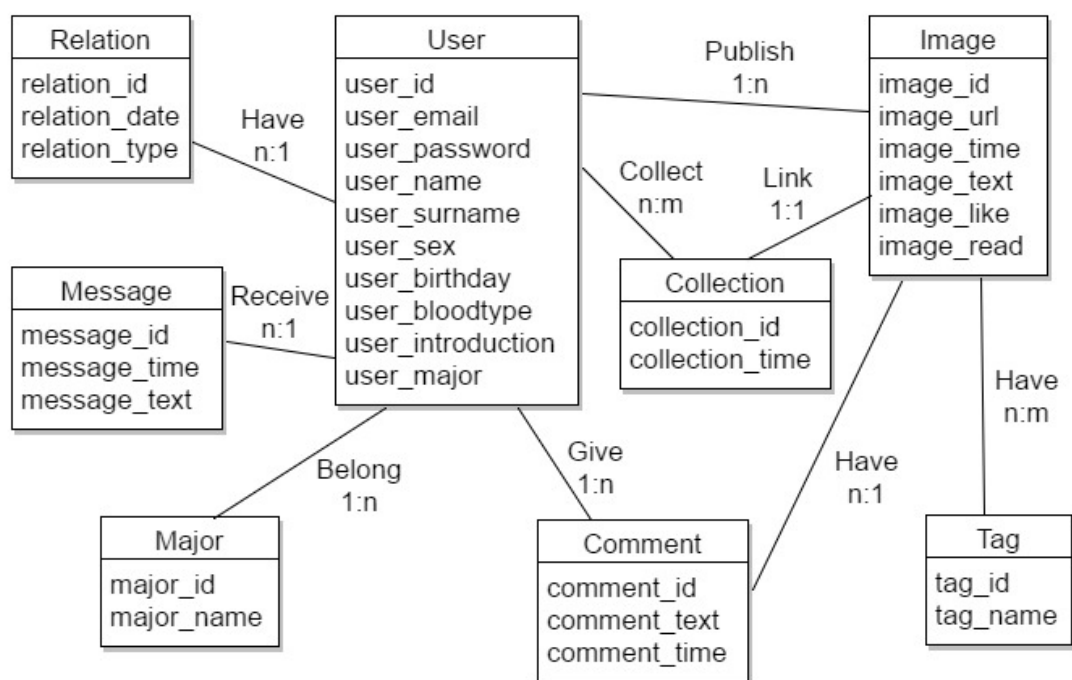 Relation
relation_id
relation_date
relation_type
Have
n:1
User
user_id
user_email
user_password
user_name
user_surname
user_sex
user_birthday
user_bloodtype
user_introduction
user_major
Publish
1:n
Image
image_id
image_url
image_time
image_text
image_like
image_read
Collect
n:m
Link
1:1
Message
message_id
message_time
message_text
Receive
n:1
Collection
collection_id
collection_time
Belong
1:n
Give
1:n
Have
n:1
Have
n:m
Major
major_id
major_name
Comment
comment_id
comment_text
comment_time
Tag
tag_id
tag_name